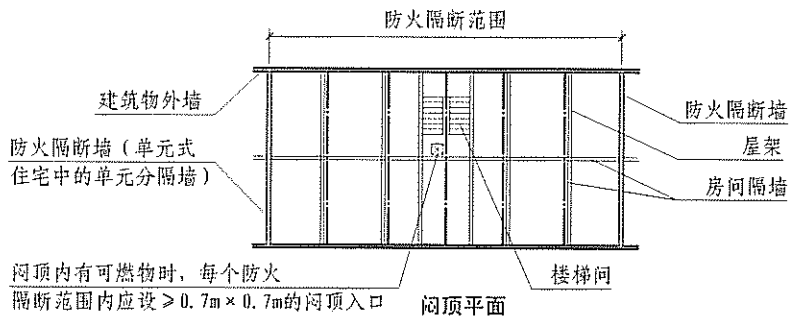 防火隔断范围
建筑物外墙
防火隔断墙（单元式
住宅中的单元分隔墙）
防火隔断墙
屋架
房间隔墙
闷顶内有可燃物时，每个防火
隔断范围内应设≥0.7m×0.7m的闷顶入口
楼梯间
闷顶平面